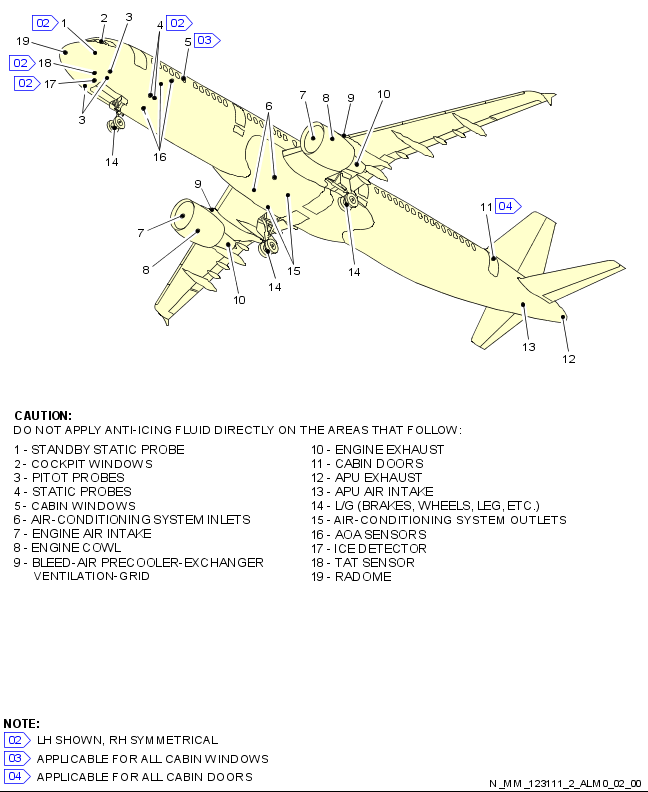 02 1 2 3 4 02
19 5 03
02 18
02 17
3 14 16
6 7 8 9 10
9
7
8
10
14 15 14
11 04
13 12
CAUTION:
DO NOT APPLY ANTI-ICING FLUID DIRECTLY ON THE AREAS THAT FOLLOW:
1 - STANDBY STATIC PROBE
2 - COCKPIT WINDOWS
3 - PITOT PROBES
4 - STATIC PROBES
5 - CABIN WINDOWS
6 - AIR-CONDITIONING SYSTEM INLETS
7 - ENGINE AIR INTAKE
8 - ENGINE COWL
9 - BLEED-AIR PRECOOLER-EXCHANGER
VENTILATION-GRID
10 - ENGINE EXHAUST
11 - CABIN DOORS
12 - APU EXHAUST
13 - APU AIR INTAKE
14 - L/G (BRAKES, WHEELS, LEG, ETC.)
15 - AIR-CONDITIONING SYSTEM OUTLETS
16 - AOA SENSORS
17 - ICE DETECTOR
18 - TAT SENSOR
19 - RADOME
NOTE:
02 LH SHOWN, RH SYMMETRICAL
03 APPLICABLE FOR ALL CABIN WINDOWS
04 APPLICABLE FOR ALL CABIN DOORS
N_MM_123111_2_ALM0_02_00